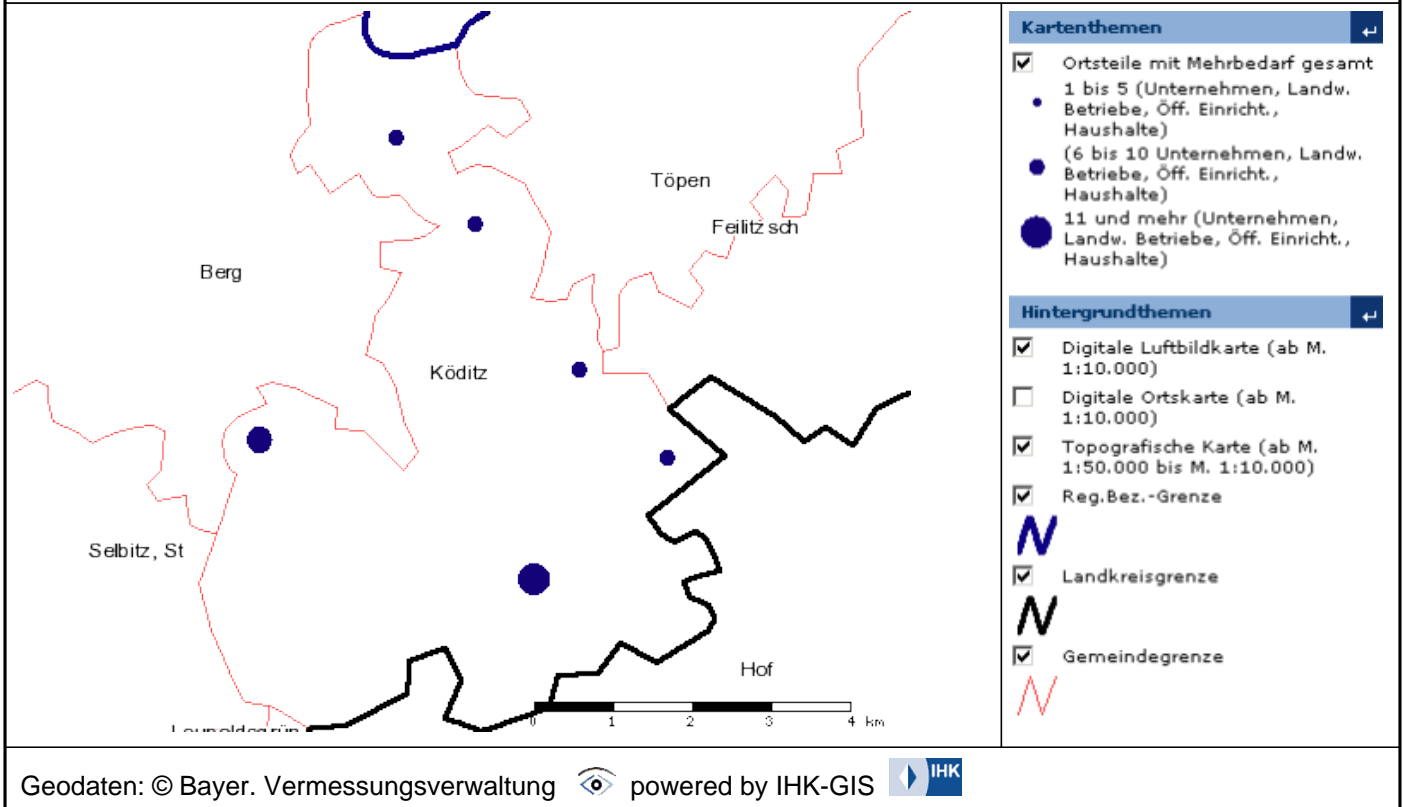 Töpen
Feilitzsch
Berg
Ködi­tz
Selbitz, St
Hof
0 1 2 3 4 km
Kartenthemen
Ortsteile mit Mehrbedarf gesamt
1 bis 5 (Unternehmen, Landw.
Betriebe, Öff. Einricht.,
Haushalte)
(6 bis 10 Unternehmen, Landw.
Betriebe, Öff. Einricht.,
Haushalte)
11 und mehr (Unternehmen,
Landw. Betriebe, Öff. Einricht.,
Haushalte)
Hintergrundthemen
Digitale Luftbildkarte (ab M.
1:10.000)
Digitale Ortskarte (ab M.
1:10.000)
Topografische Karte (ab M.
1:50.000 bis M. 1:10.000)
Reg.Bez.-Grenze
Landkreisgrenze
Gemeindegrenze
Geodaten: © Bayer. Vermessungsverwaltung powered by IHK-GIS IHK